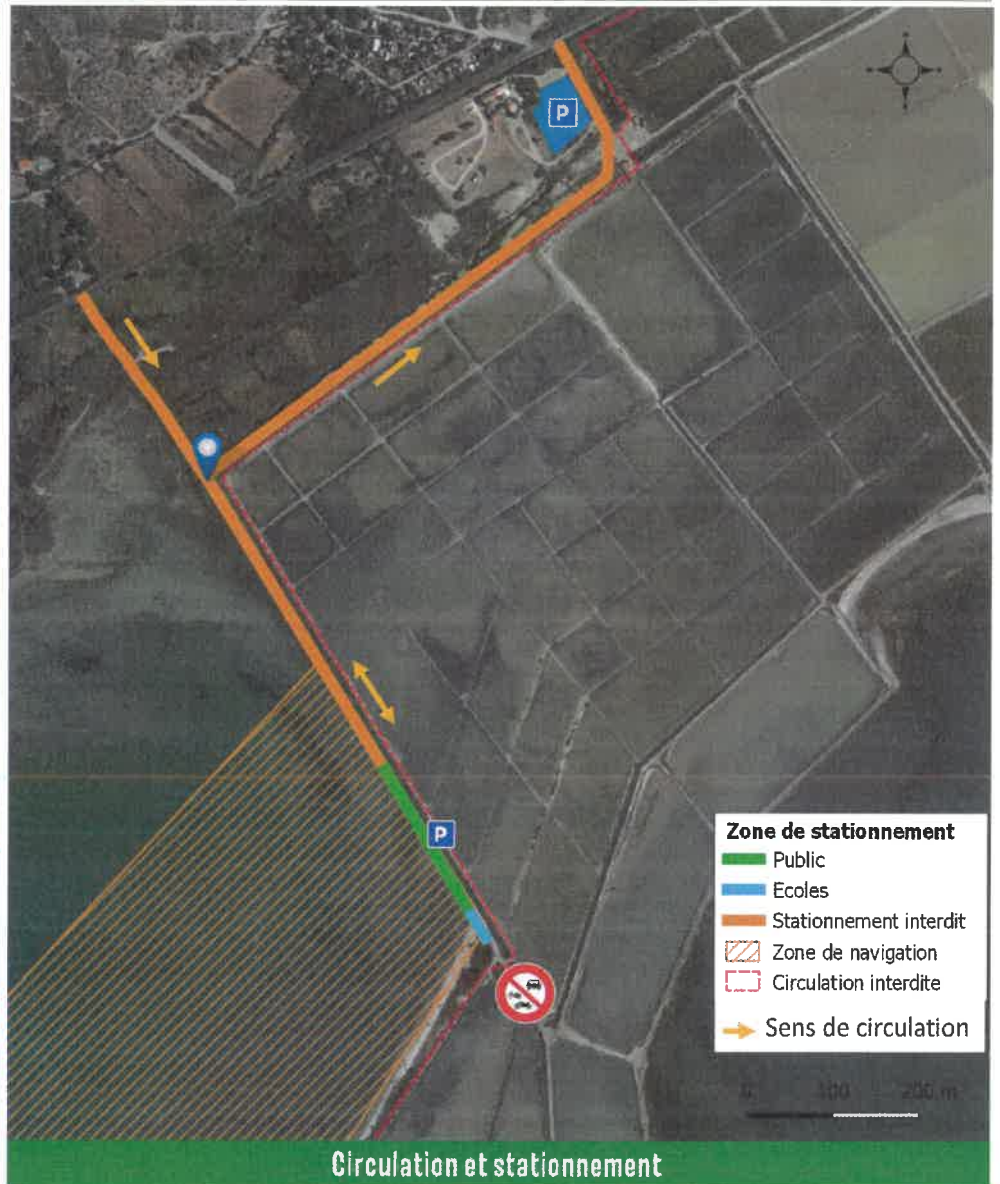 P
P
Zone de stationnement
Public
Ecoles
Stationnement interdit
Zone de navigation
Circulation interdite
Sens de circulation
0 100 200 m
Circulation et stationnement